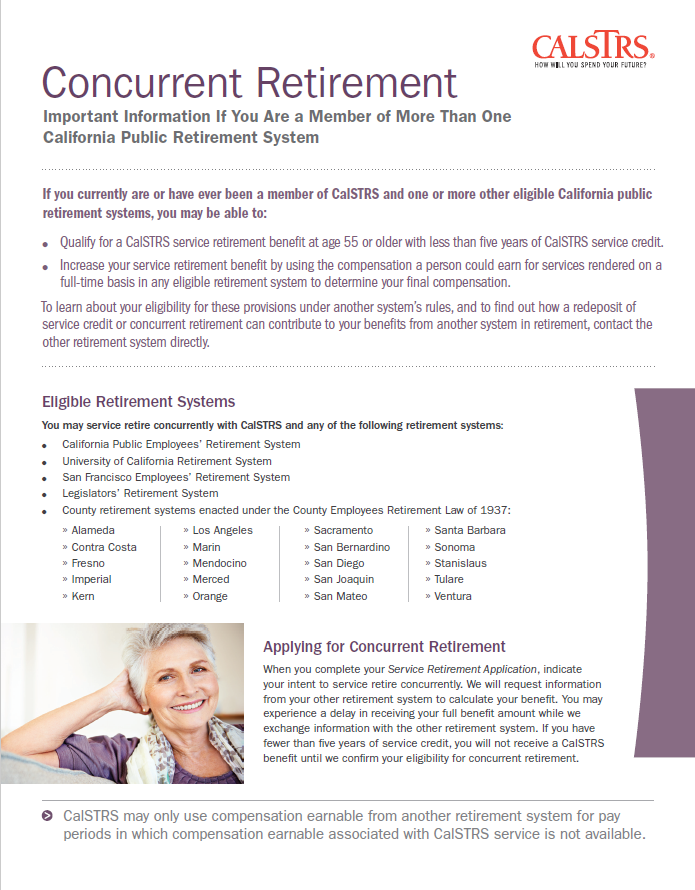 CALSTRS®
HOW WILL YOU SPEND YOUR FUTURE?
Concurrent Retirement
Important Information If You Are a Member of More Than One
California Public Retirement System
If you currently are or have ever been a member of CalSTRS and one or more other eligible California public
retirement systems, you may be able to:
• Qualify for a CalSTRS service retirement benefit at age 55 or older with less than five years of CalSTRS service credit.
• Increase your service retirement benefit by using the compensation a person could earn for services rendered on a
full-time basis in any eligible retirement system to determine your final compensation.
To learn about your eligibility for these provisions under another system's rules, and to find out how a redeposit of
service credit or concurrent retirement can contribute to your benefits from another system in retirement, contact the
other retirement system directly.
Eligible Retirement Systems
You may service retire concurrently with CalSTRS and any of the following retirement systems:
• California Public Employees' Retirement System
• University of California Retirement System
• San Francisco Employees' Retirement System
• Legislators' Retirement System
• County retirement systems enacted under the County Employees Retirement Law of 1937:
» Alameda
» Contra Costa
» Fresno
» Imperial
» Kern
» Los Angeles
» Marin
» Mendocino
» Merced
» Orange
» Sacramento
» San Bernardino
» San Diego
» San Joaquin
» San Mateo
» Santa Barbara
» Sonoma
» Stanislaus
» Tulare
» Ventura
Applying for Concurrent Retirement
When you complete your Service Retirement Application, indicate
your intent to service retire concurrently. We will request information
from your other retirement system to calculate your benefit. You may
experience a delay in receiving your full benefit amount while we
exchange information with the other retirement system. If you have
fewer than five years of service credit, you will not receive a CalSTRS
benefit until we confirm your eligibility for concurrent retirement.
CalSTRS may only use compensation earnable from another retirement system for pay
periods in which compensation earnable associated with CalSTRS service is not available.